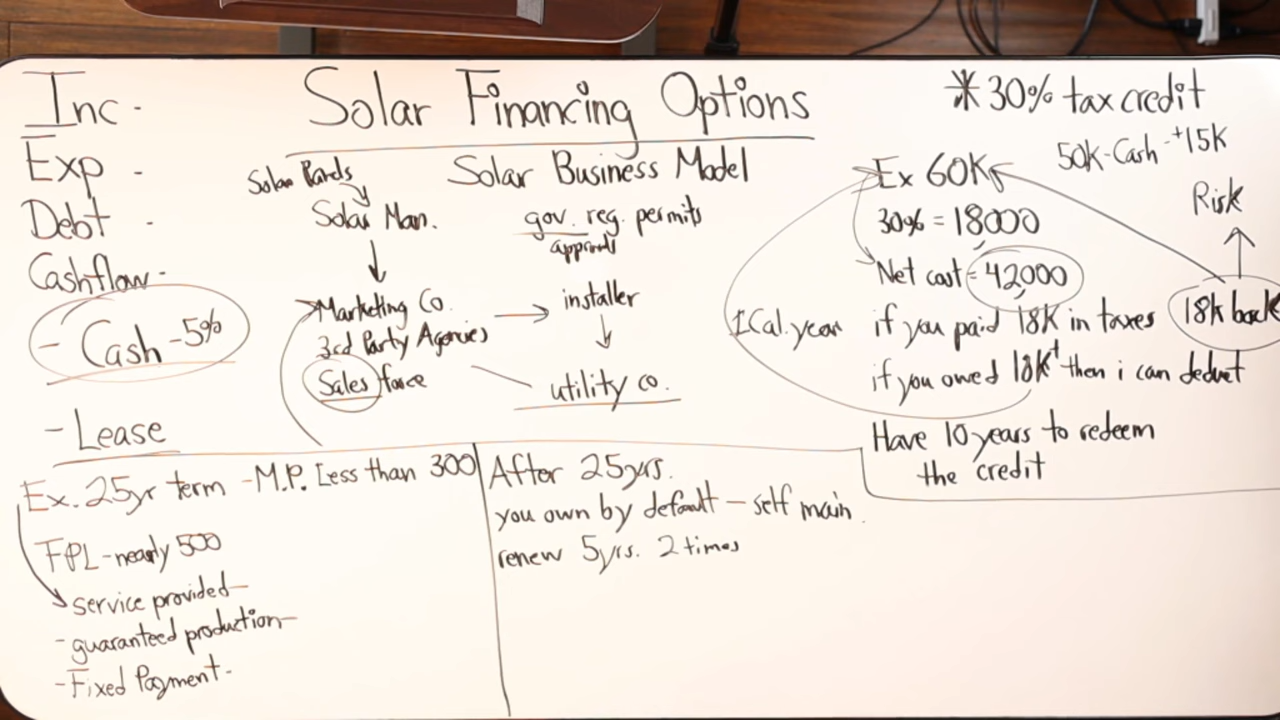 Solar Financing Options
Inc -
Exp -
Debt -
Cashflow -
- Cash - 5%
- Lease
Solar Business Model
Solar Panels
Solar Man.
Marketing Co.
3rd Party Agencies
Sales force
gov. reg. permits
approval
installer
utility co.
* 30% tax credit
50K - Cash - +15K
Ex 60K
30% = 18000
Net cost = 42,000
Risk
18k back
1 Cal. year
if you paid 18K in taxes
if you owed 18K+ then i can deduct
Have 10 years to redeem
the credit
Ex. 25yr term - M.P. Less than 300
FPL - nearly 500
service provided -
- guaranteed production -
- Fixed Payment -
After 25yrs.
you own by default - self main.
renew 5yrs. 2 times